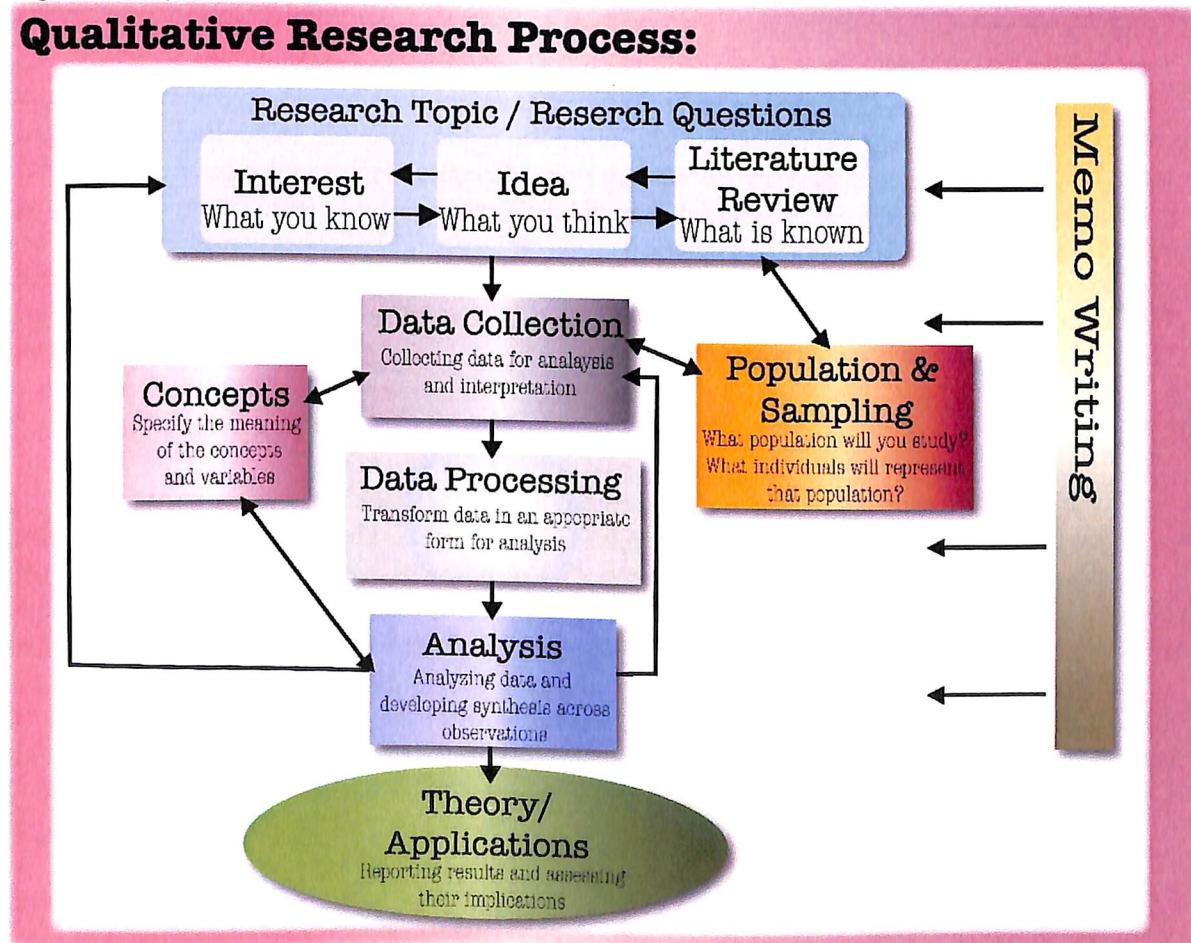 Qualitative Research Process:
Research Topic / Reserch Questions
Interest
What you know
Idea
What you think
Literature
Review
What is known
Data Collection
Collecting data for analaysis
and interpretation
Concepts
Specify the meaning
of the concepts
and variables
Population &
Sampling
What population will you study?
What individuals will represent
that population?
Data Processing
Transform data in an appopriate
form for analysis
Analysis
Analyzing data and
developing synthesis across
observations
Theory/
Applications
Reporting results and assessing
their implications
Memo Writing